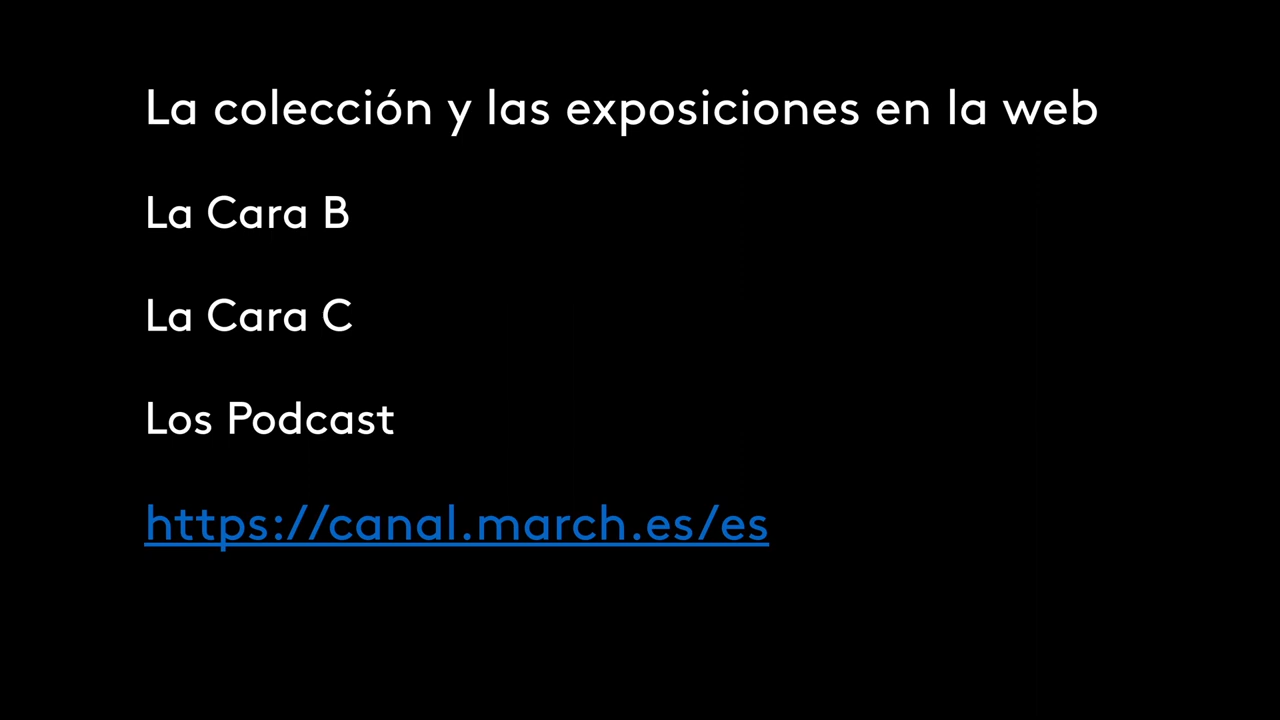 La colección y las exposiciones en la web
La Cara B
La Cara C
Los Podcast
https://canal.march.es/es